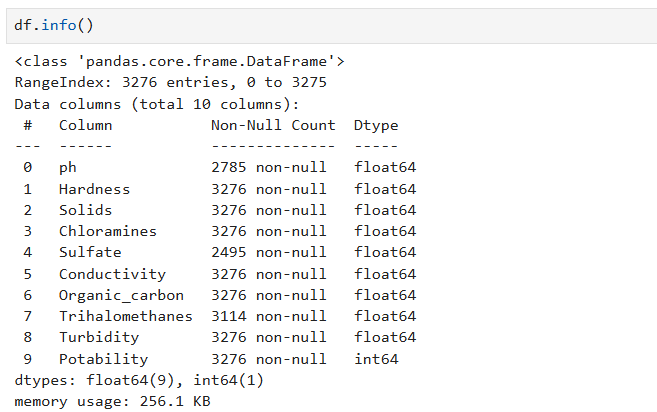 df.info()
<class 'pandas.core.frame.DataFrame'>
RangeIndex: 3276 entries, 0 to 3275
Data columns (total 10 columns):
 #   Column           Non-Null Count  Dtype
---  ------           --------------  -----
 0   ph               2785 non-null   float64
 1   Hardness         3276 non-null   float64
 2   Solids           3276 non-null   float64
 3   Chloramines      3276 non-null   float64
 4   Sulfate          2495 non-null   float64
 5   Conductivity     3276 non-null   float64
 6   Organic_carbon   3276 non-null   float64
 7   Trihalomethanes  3114 non-null   float64
 8   Turbidity        3276 non-null   float64
 9   Potability       3276 non-null   int64
dtypes: float64(9), int64(1)
memory usage: 256.1 KB